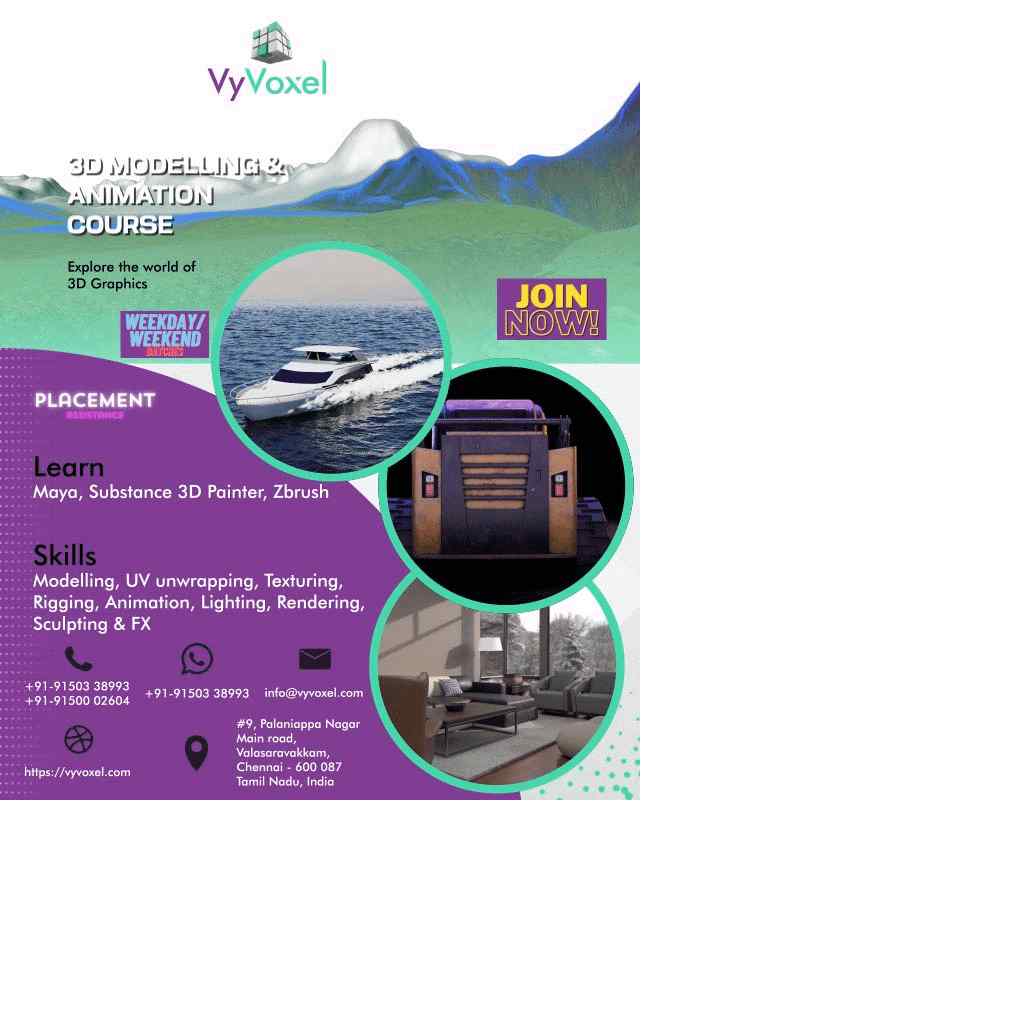 VyVoxel
3D MODELLING &
ANIMATION
COURSE
Explore the world of
3D Graphics
JOIN
NOW!
WEEKDAY/
WEEKEND
BATCHES
PLACEMENT
ASSISTANCE
Learn
Maya, Substance 3D Painter, Zbrush
Skills
Modelling, UV unwrapping, Texturing,
Rigging, Animation, Lighting, Rendering,
Sculpting & FX
+91-91503 38993
+91-91500 02604
+91-91503 38993
info@vyvoxel.com
https://vyvoxel.com
#9, Palaniappa Nagar
Main road,
Valasaravakkam,
Chennai - 600 087
Tamil Nadu, India